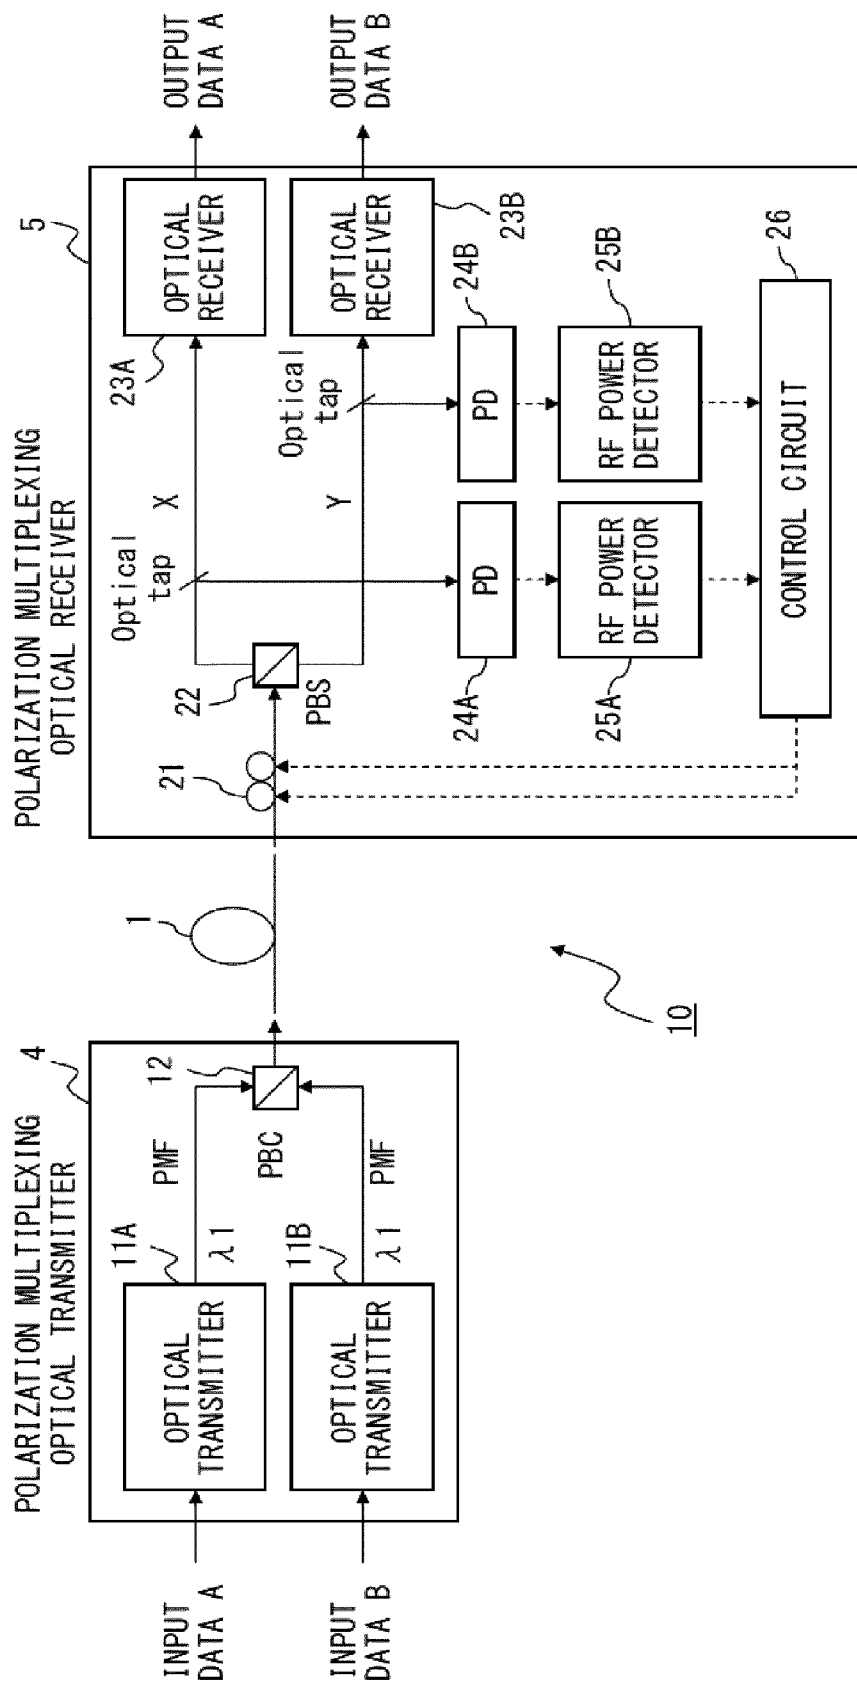 POLARIZATION MULTIPLEXING
OPTICAL TRANSMITTER
4
INPUT
DATA A
OPTICAL
TRANSMITTER
11A
λ1
PMF
12
PBC
INPUT
DATA B
OPTICAL
TRANSMITTER
11B
λ1
PMF
1
10
POLARIZATION MULTIPLEXING
OPTICAL RECEIVER
5
21
22
PBS
Optical
tap
X
23A
OPTICAL
RECEIVER
OUTPUT
DATA A
Y
Optical
tap
OPTICAL
RECEIVER
23B
OUTPUT
DATA B
24A
PD
PD
24B
25A
RF POWER
DETECTOR
RF POWER
DETECTOR
25B
CONTROL CIRCUIT
26